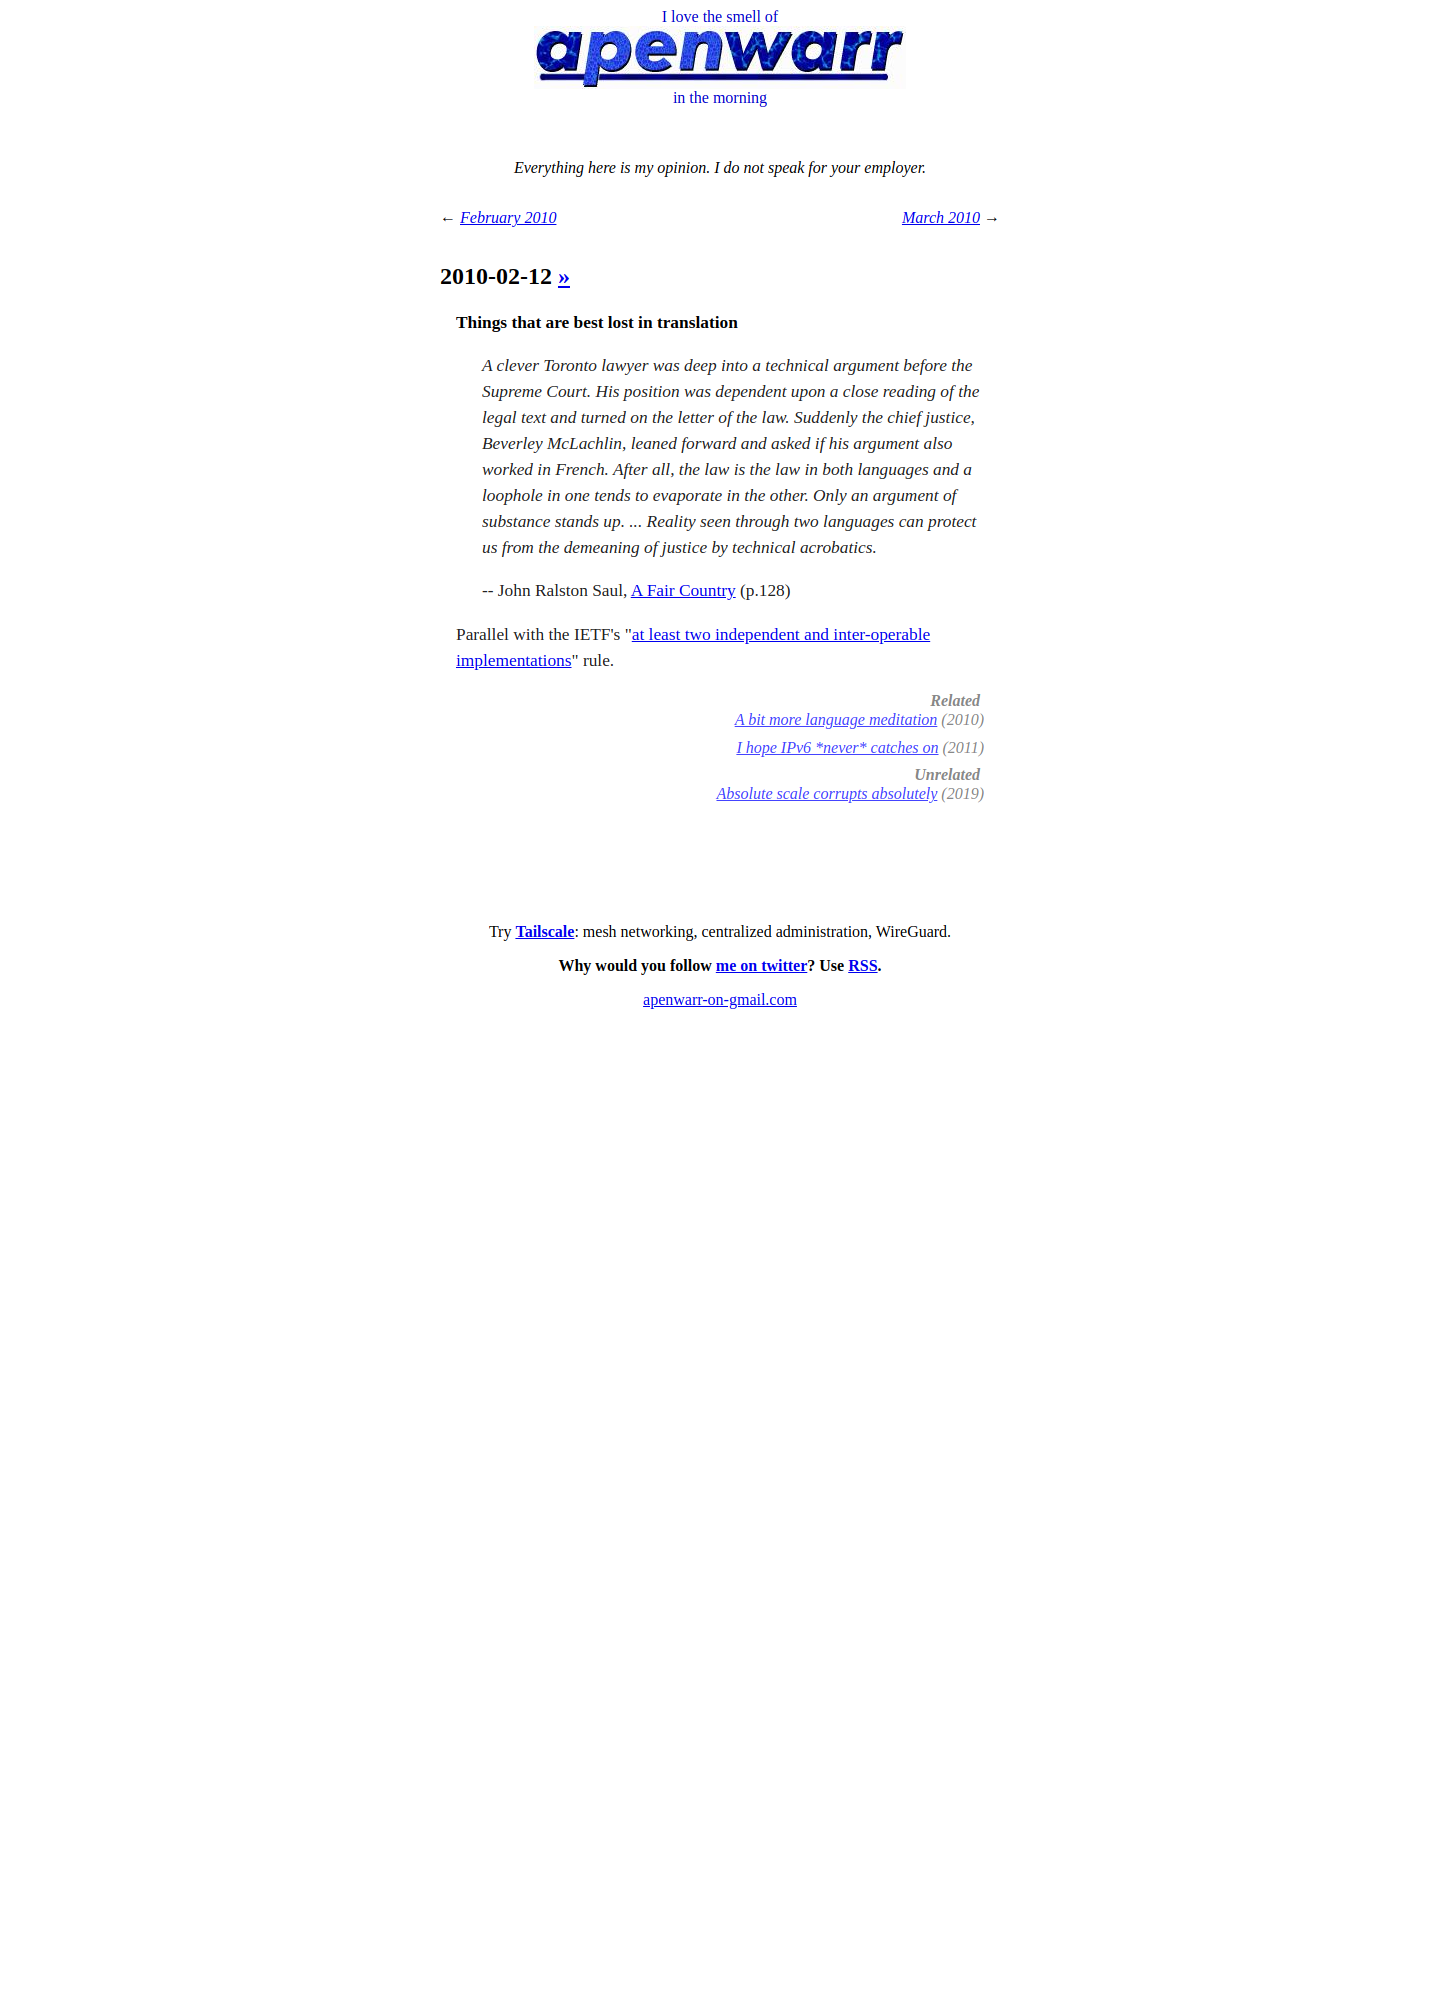 I love the smell of
apenwarr
in the morning
Everything here is my opinion. I do not speak for your employer.
← February 2010 March 2010 →
2010-02-12 »
Things that are best lost in translation
A clever Toronto lawyer was deep into a technical argument before the
Supreme Court. His position was dependent upon a close reading of the
legal text and turned on the letter of the law. Suddenly the chief justice,
Beverley McLachlin, leaned forward and asked if his argument also
worked in French. After all, the law is the law in both languages and a
loophole in one tends to evaporate in the other. Only an argument of
substance stands up. ... Reality seen through two languages can protect
us from the demeaning of justice by technical acrobatics.
-- John Ralston Saul, A Fair Country (p.128)
Parallel with the IETF's "at least two independent and inter-operable
implementations" rule.
Related
A bit more language meditation (2010)
I hope IPv6 *never* catches on (2011)
Unrelated
Absolute scale corrupts absolutely (2019)
Try Tailscale: mesh networking, centralized administration, WireGuard.
Why would you follow me on twitter? Use RSS.
apenwarr-on-gmail.com